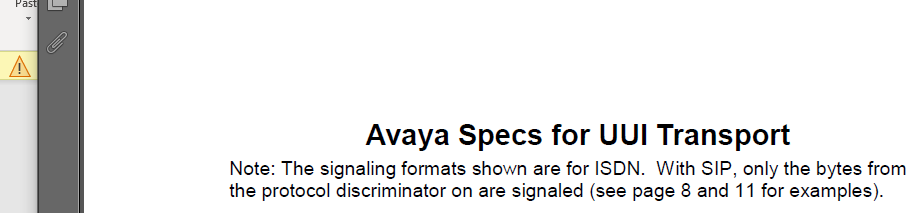 Past
Avaya Specs for UUI Transport
Note: The signaling formats shown are for ISDN.  With SIP, only the bytes from
the protocol discriminator on are signaled (see page 8 and 11 for examples).